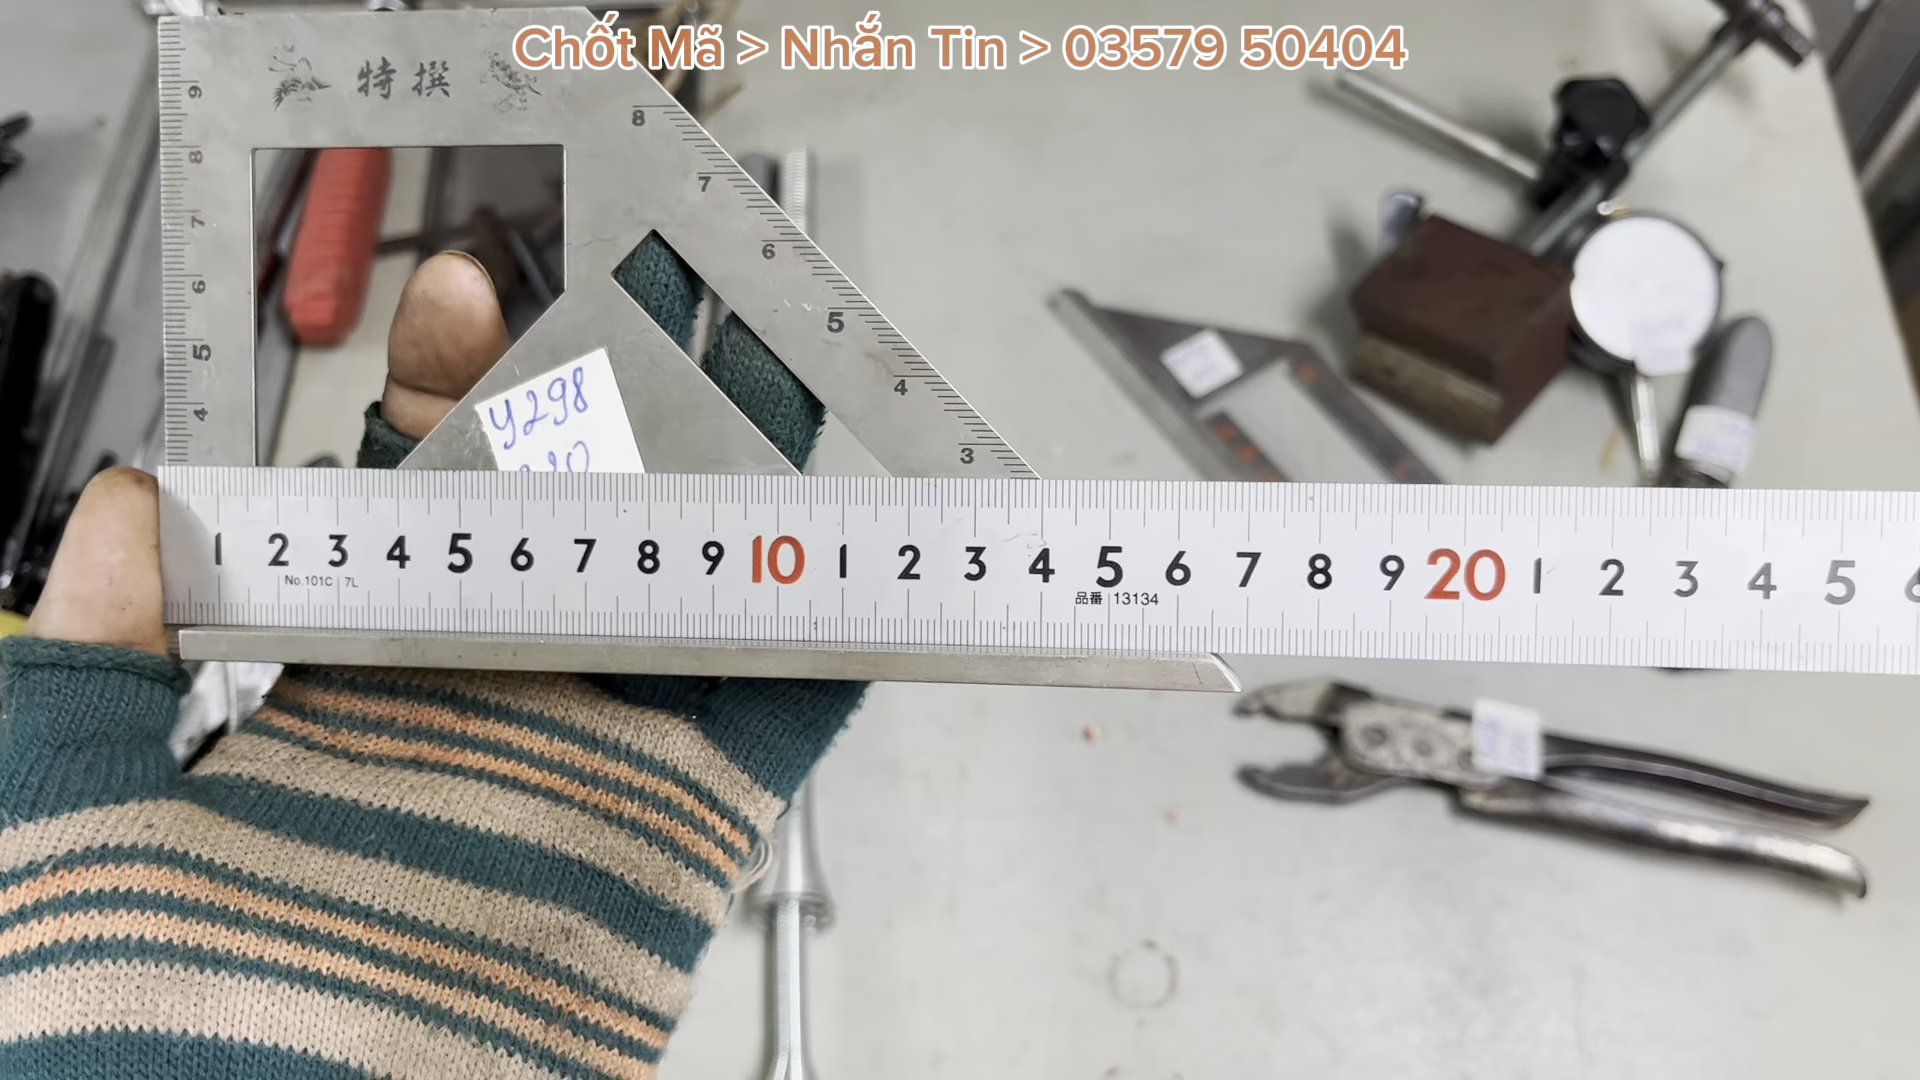 Chốt Mã > Nhắn Tin > 03579 50404
特撰
9
8
7
6
5
4
8
7
6
5
4
3
y298
1 2 3 4 5 6 7 8 9 10 1 2 3 4 5 6 7 8 9 20 1 2 3 4 5 6
No.101C 7L
品番 13134